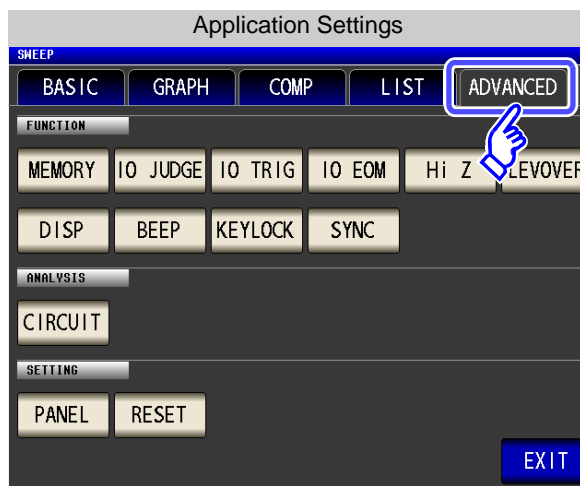 Application Settings
SWEEP
BASIC GRAPH COMP LIST ADVANCED
FUNCTION
MEMORY IO JUDGE IO TRIG IO EOM Hi Z LEVOVER
DISP BEEP KEYLOCK SYNC
ANALYSIS
CIRCUIT
SETTING
PANEL RESET
EXIT